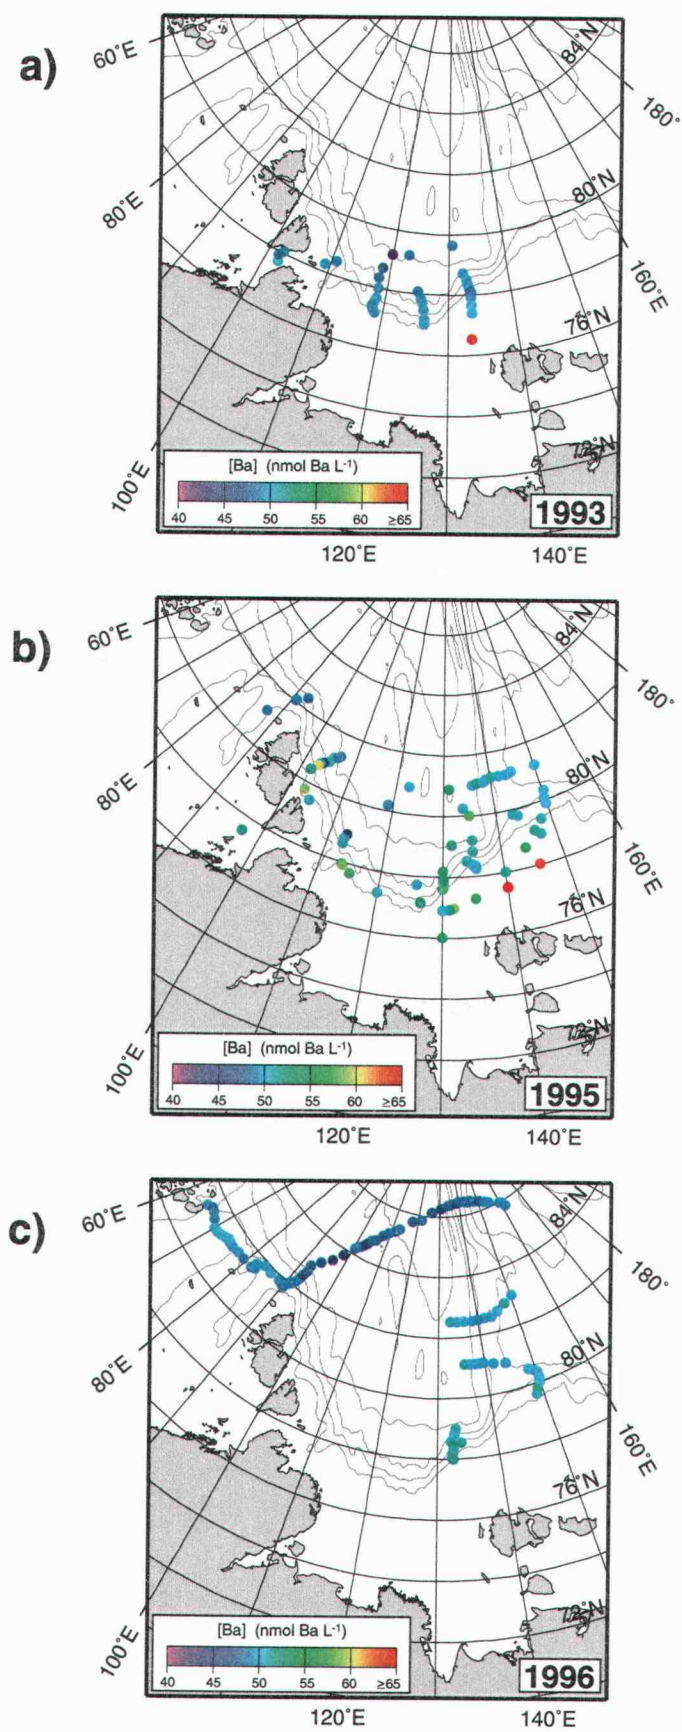 a)
60˚E
84˚N
180˚
80˚E
80˚N
160˚E
76˚N
72˚N
100˚E
[Ba] (nmol Ba L-1)
40 45 50 55 60 ≥65
1993
120˚E 140˚E
b)
60˚E
84˚N
180˚
80˚E
80˚N
160˚E
76˚N
72˚N
100˚E
[Ba] (nmol Ba L-1)
40 45 50 55 60 ≥65
1995
120˚E 140˚E
c)
60˚E
84˚N
180˚
80˚E
80˚N
160˚E
76˚N
72˚N
100˚E
[Ba] (nmol Ba L-1)
40 45 50 55 60 ≥65
1996
120˚E 140˚E